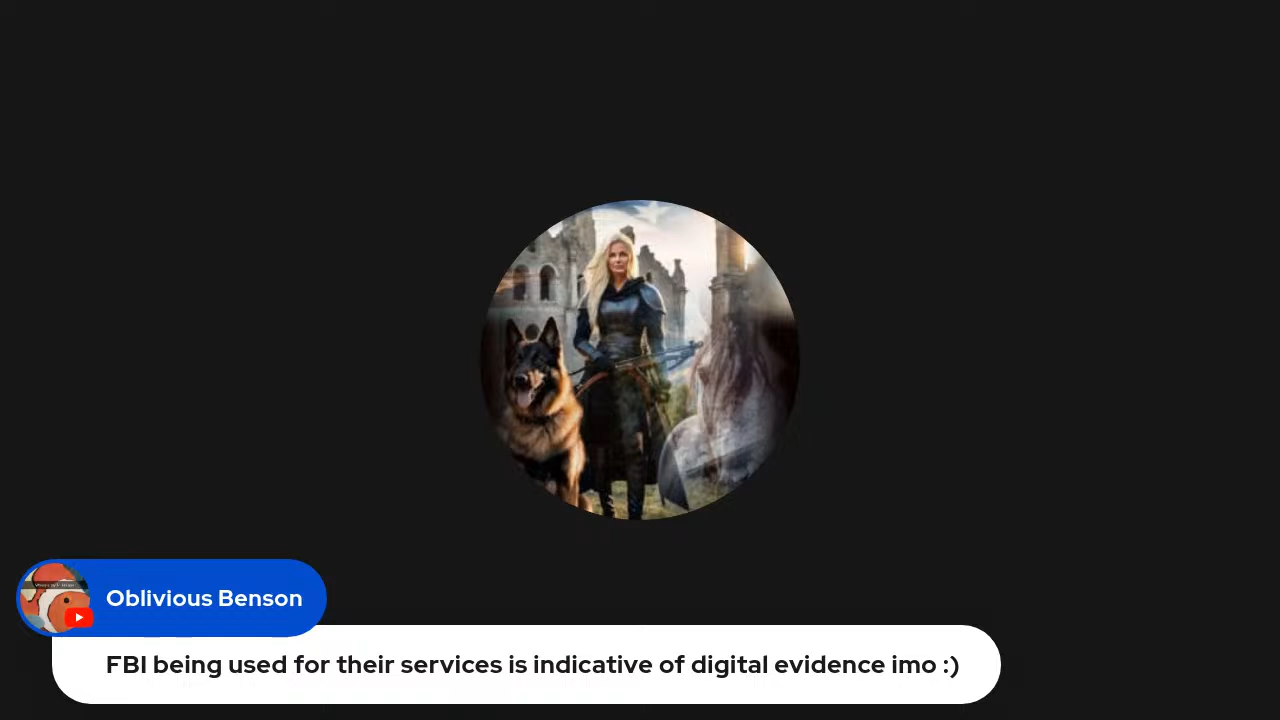 Oblivious Benson
FBI being used for their services is indicative of digital evidence imo :)